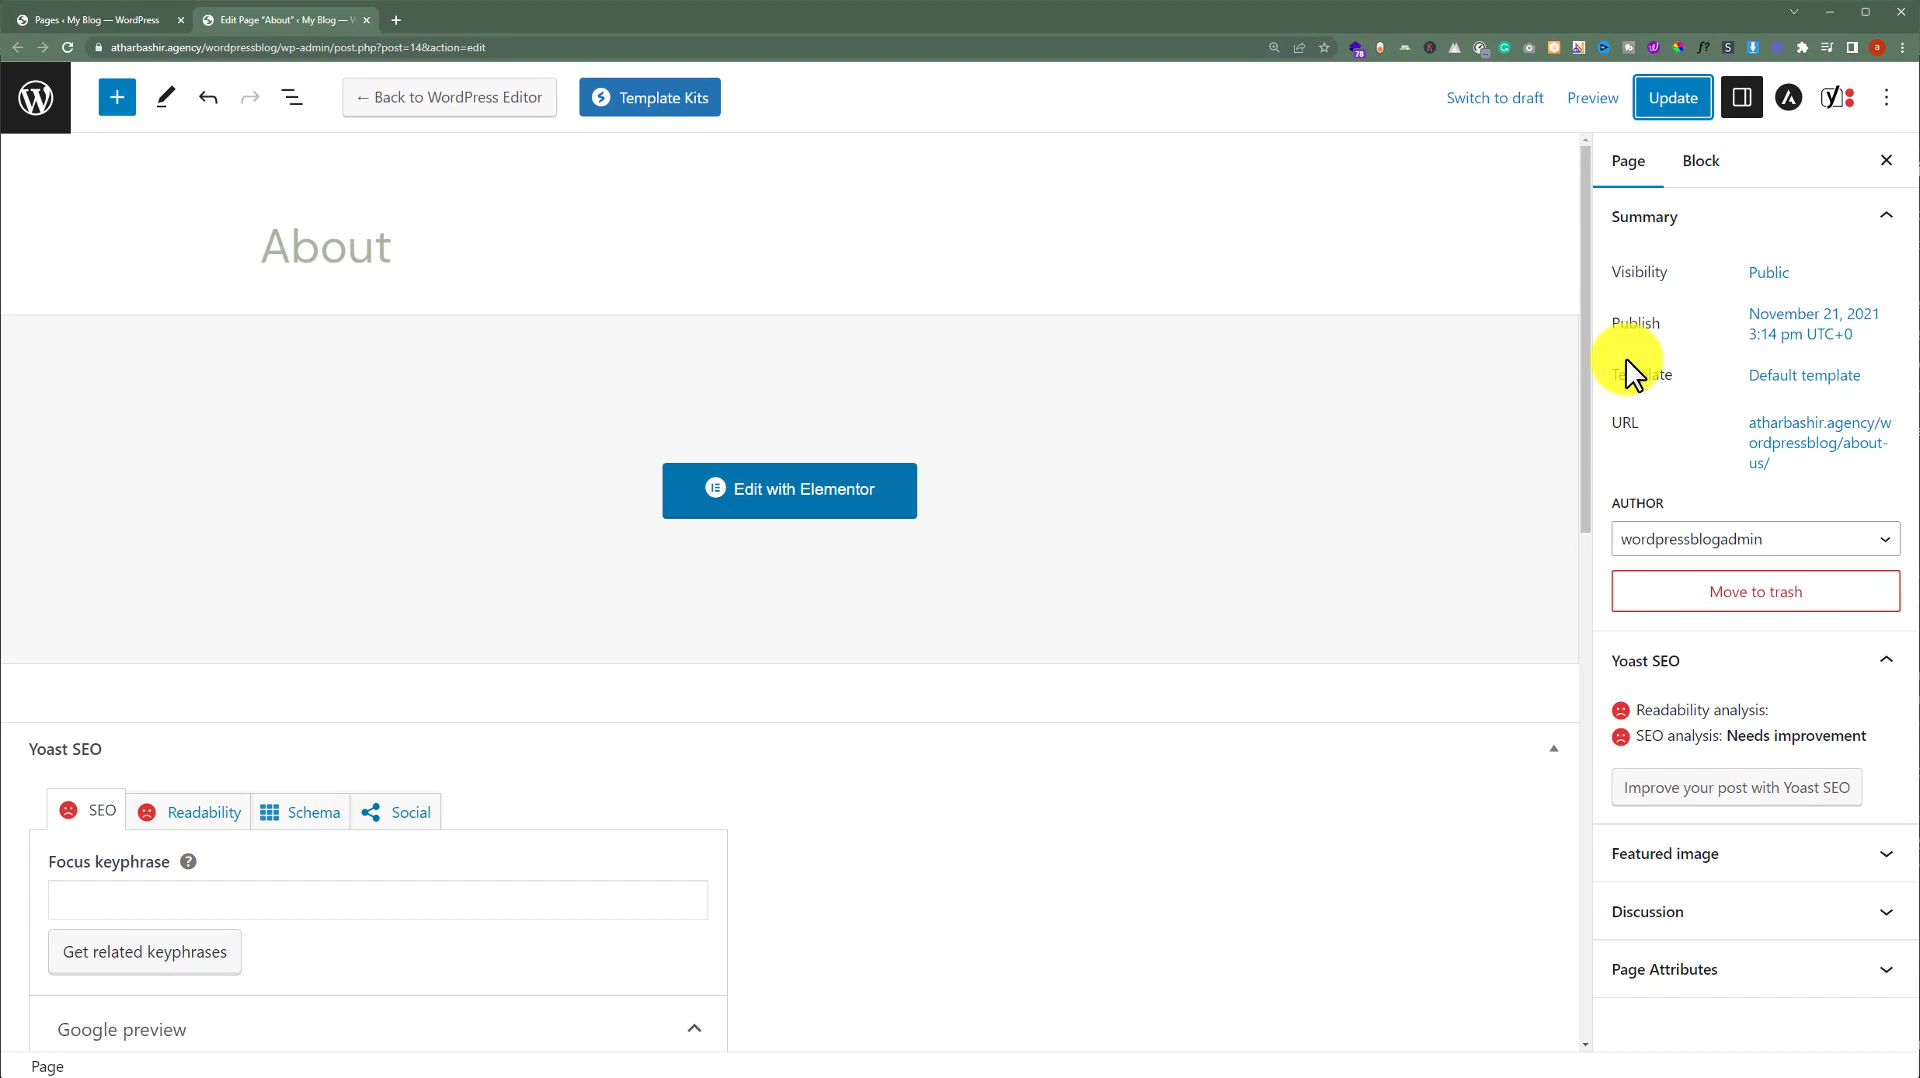 Pages ‹ My Blog — WordPress
Edit Page "About" ‹ My Blog — W
atharbashir.agency/wordpressblog/wp-admin/post.php?post=14&action=edit
78
a
← Back to WordPress Editor
Template Kits
Switch to draft
Preview
Update
Page
Block
Summary
About
Visibility
Public
Publish
November 21, 2021
3:14 pm UTC+0
Template
Default template
URL
atharbashir.agency/w
ordpressblog/about-
us/
Edit with Elementor
AUTHOR
wordpressblogadmin
Move to trash
Yoast SEO
Readability analysis:
SEO analysis: Needs improvement
Improve your post with Yoast SEO
Yoast SEO
SEO
Readability
Schema
Social
Focus keyphrase
Get related keyphrases
Google preview
Featured image
Discussion
Page Attributes
Page